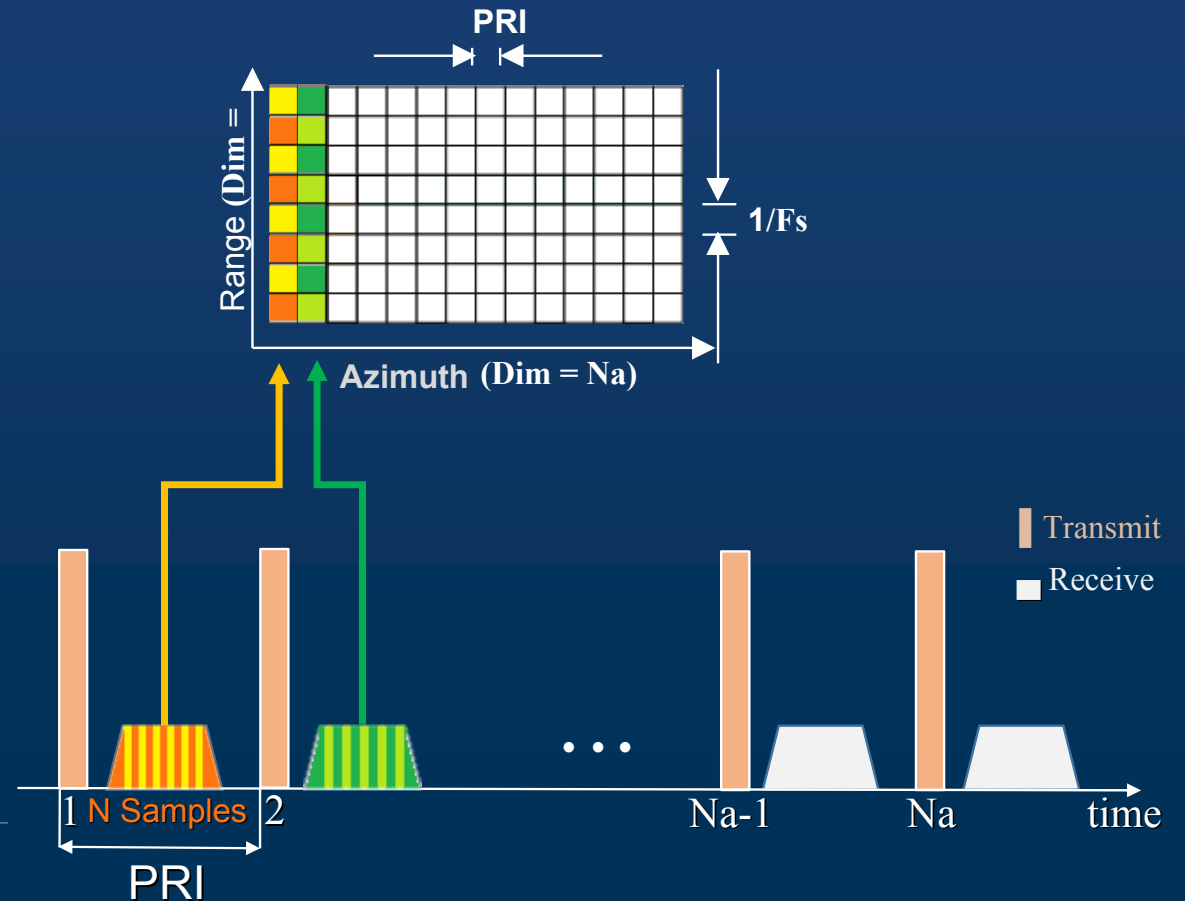 PRI
Range (Dim =
1/Fs
Azimuth (Dim = Na)
Transmit
Receive
...
1 N Samples 2 Na-1 Na time
PRI